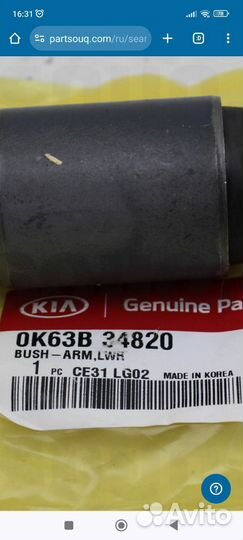 16:31
78
partsouq.com/ru/sear
:D
KIA Genuine Pa
0K63B 34820
BUSH-ARM,LWR
1 PC CE31 LG02 MADE IN KOREA
Avito